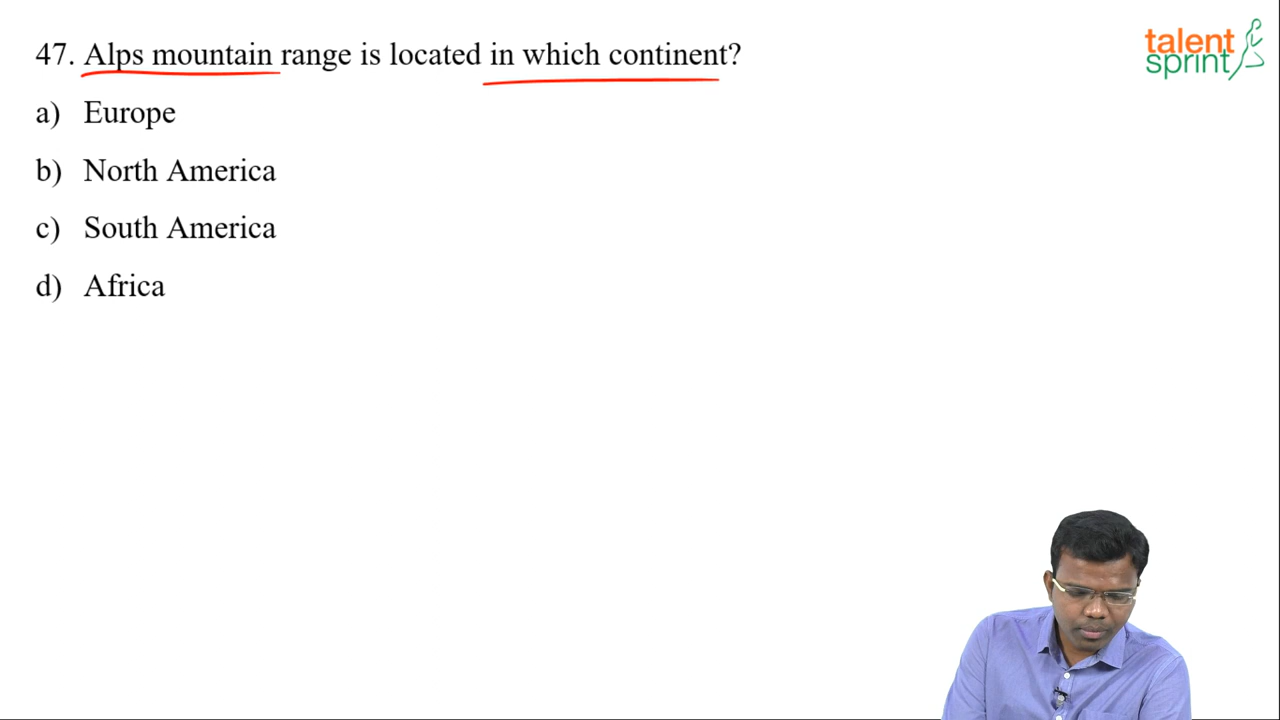 47. Alps mountain range is located in which continent?
a) Europe
b) North America
c) South America
d) Africa
talent
sprint